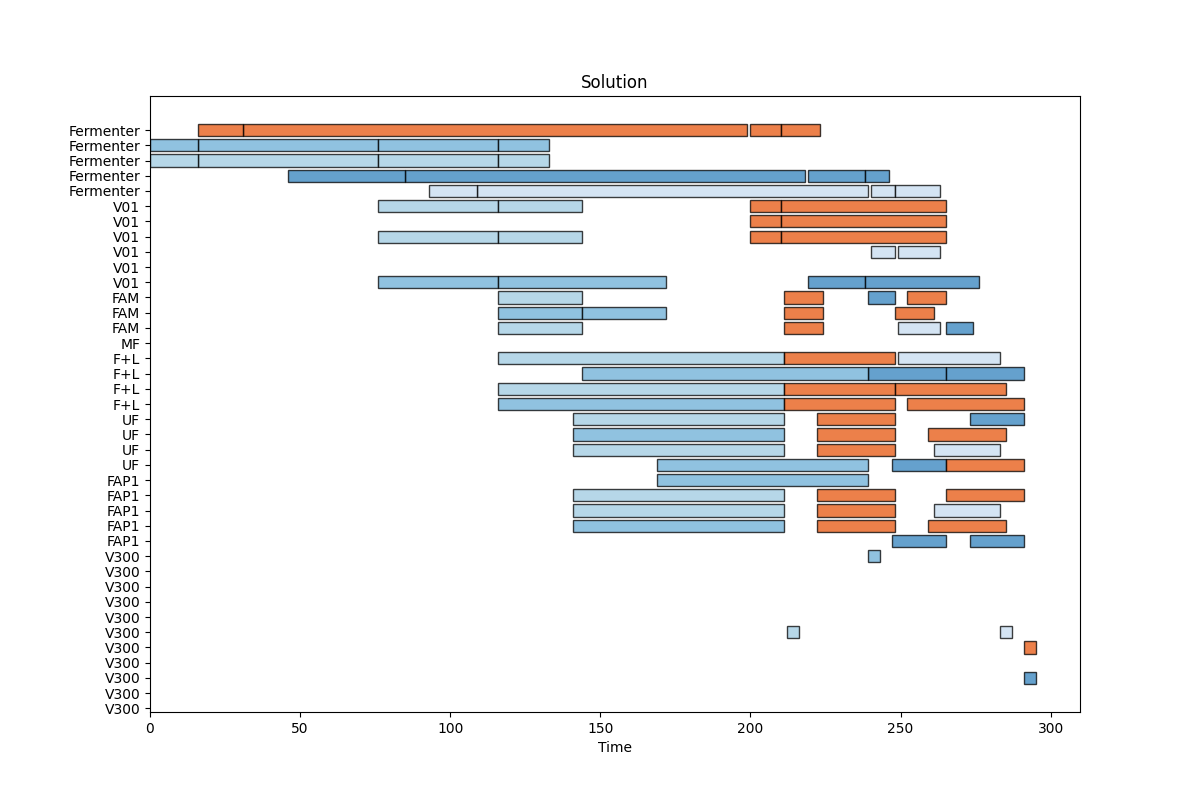 Solution
Fermenter
Fermenter
Fermenter
Fermenter
Fermenter
V01
V01
V01
V01
V01
V01
FAM
FAM
FAM
MF
F+L
F+L
F+L
F+L
UF
UF
UF
UF
FAP1
FAP1
FAP1
FAP1
FAP1
V300
V300
V300
V300
V300
V300
V300
V300
V300
V300
V300
0 50 100 150 200 250 300
Time